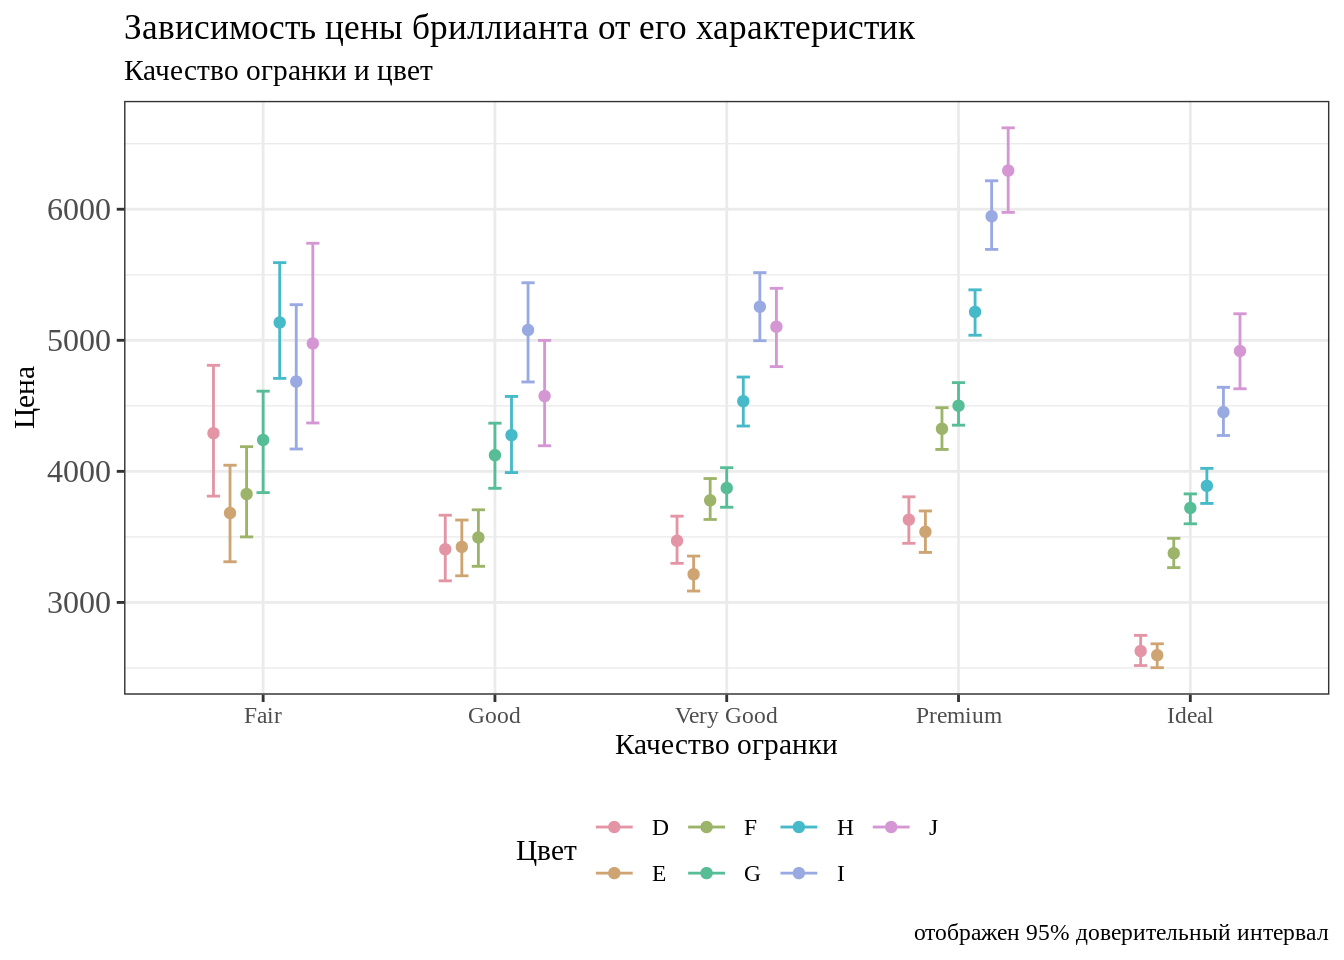 Зависимость цены бриллианта от его характеристик
Качество огранки и цвет
Цена
6000
5000
4000
3000
Fair Good Very Good Premium Ideal
Качество огранки
Цвет
D F H J
E G I
отображен 95% доверительный интервал